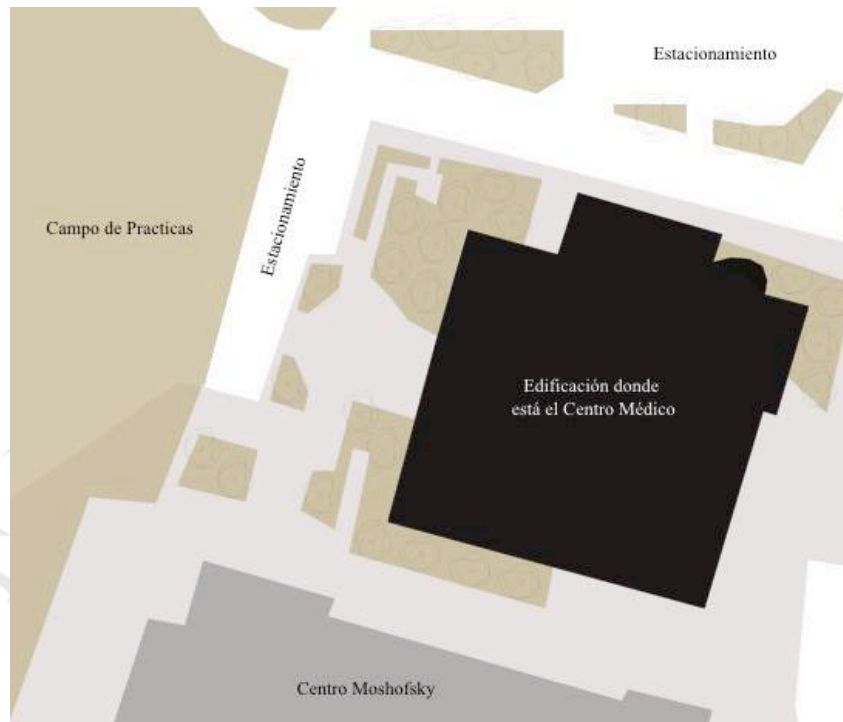 Estacionamiento
Estacionamiento
Campo de Practicas
Edificación donde
está el Centro Médico
Centro Moshofsky